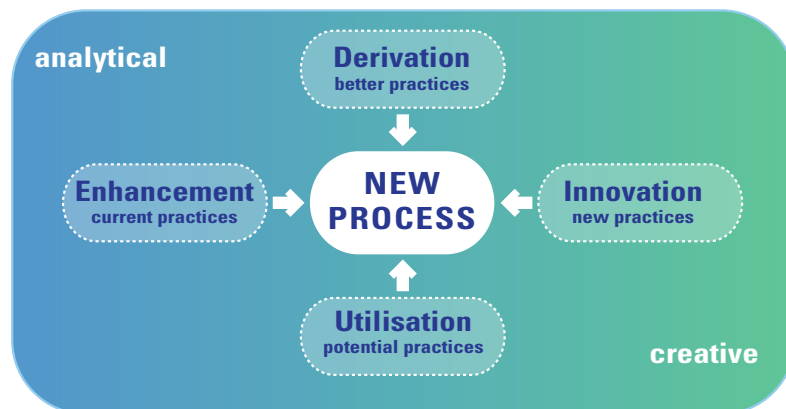 analytical
Derivation
better practices
Enhancement
current practices
NEW
PROCESS
Innovation
new practices
Utilisation
potential practices
creative